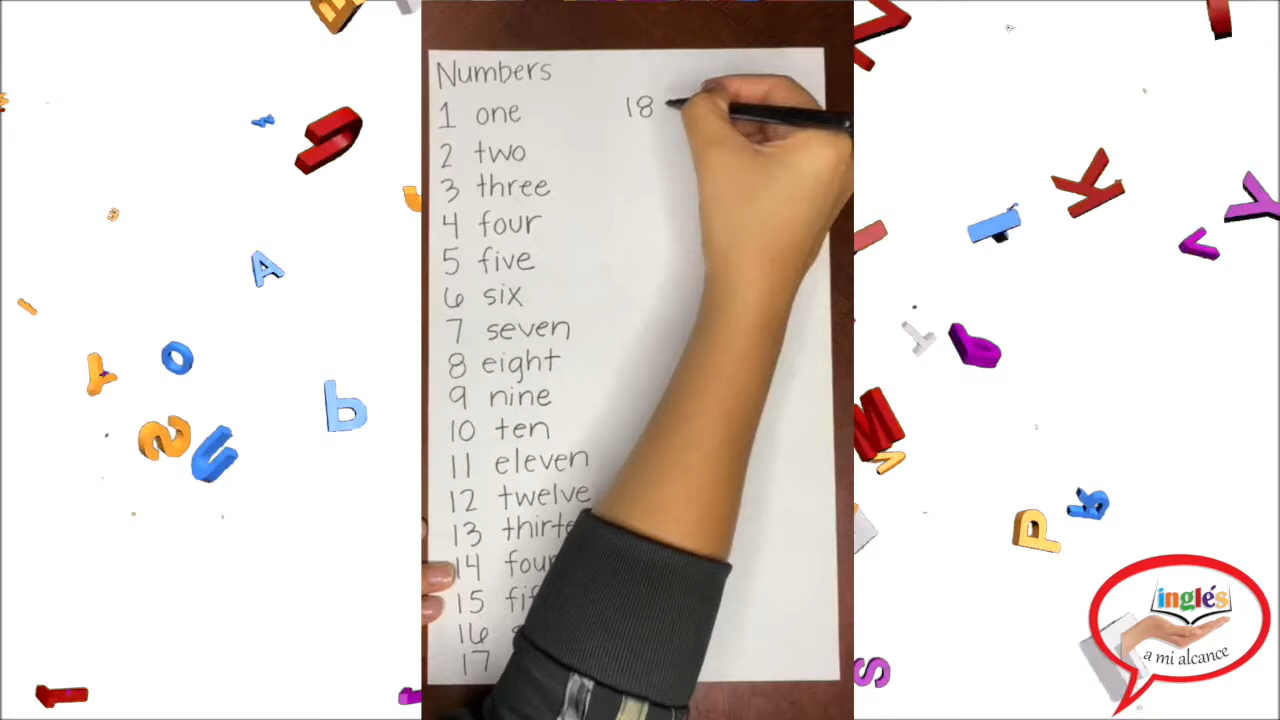 Numbers
1 one
2 two
3 three
4 four
5 five
6 six
7 seven
8 eight
9 nine
10 ten
11 eleven
12 twelve
13
14
15
16
17
18
inglés
a mi alcance